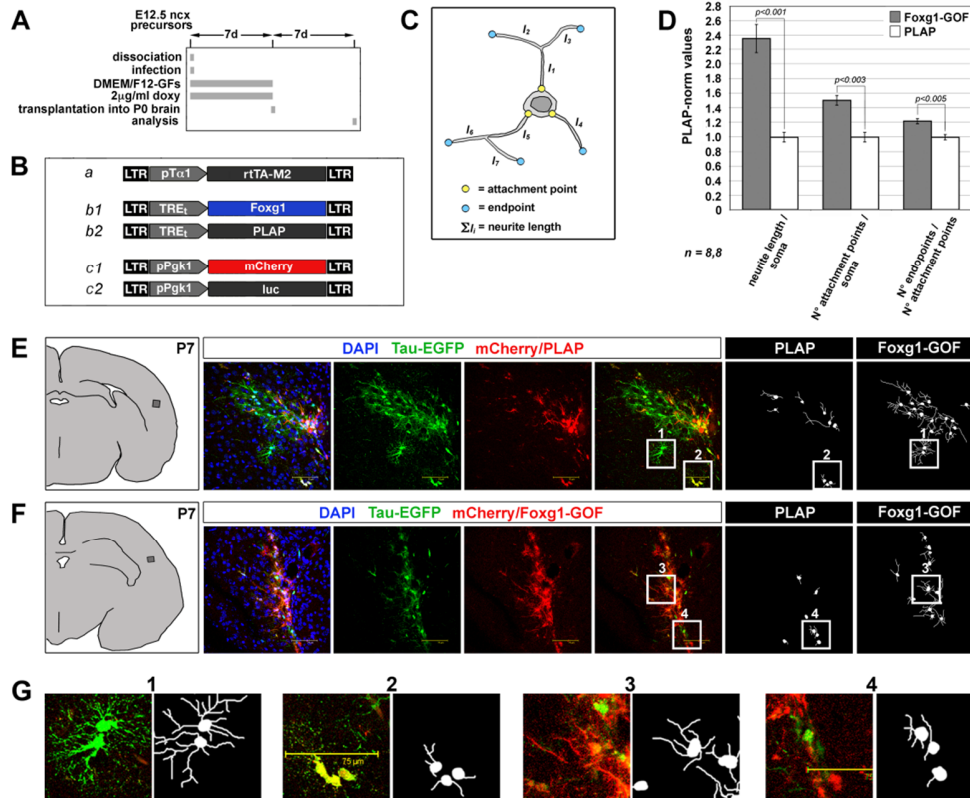 A
E12.5 ncx
precursors
7d 7d
dissociation
infection
DMEM/F12-GFs
2µg/ml doxy
transplantation into P0 brain
analysis
B
a LTR pTα1 rtTA-M2 LTR
b1 LTR TREt Foxg1 LTR
b2 LTR TREt PLAP LTR
c1 LTR pPgk1 mCherry LTR
c2 LTR pPgk1 luc LTR
C
l2 l3
l1
l4
l6 l5
l7
= attachment point
= endpoint
Σli = neurite length
D
PLAP-norm values
2.8
2.6
2.4
2.2
2.0
1.8
1.6
1.4
1.2
1.0
0.8
0.6
0.4
0.2
0
p<0.001
p<0.003
p<0.005
Foxg1-GOF
PLAP
n = 8,8
neurite length /
soma
N° attachment points /
soma
N° endopoints /
N° attachment points
E
P7
DAPI Tau-EGFP mCherry/PLAP
PLAP
Foxg1-GOF
1
2
2
1
F
P7
DAPI Tau-EGFP mCherry/Foxg1-GOF
PLAP
Foxg1-GOF
3
4
4
3
G
1 2 3 4
75 µm